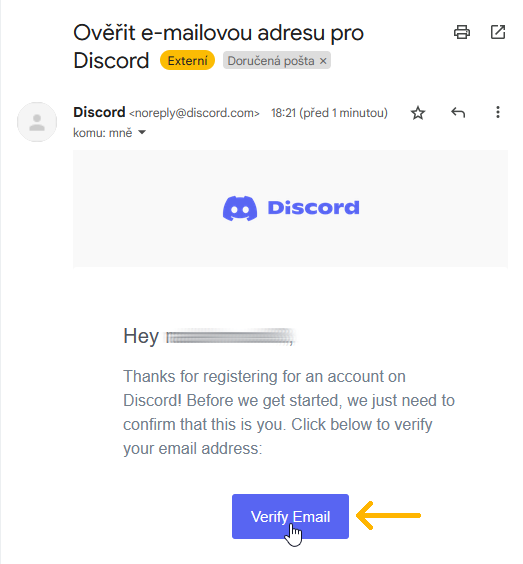 Ověřit e-mailovou adresu pro
Discord Externí Doručená pošta ×
Discord <noreply@discord.com> 18:21 (před 1 minutou)
komu: mně
Discord
Hey
Thanks for registering for an account on
Discord! Before we get started, we just need to
confirm that this is you. Click below to verify
your email address:
Verify Email